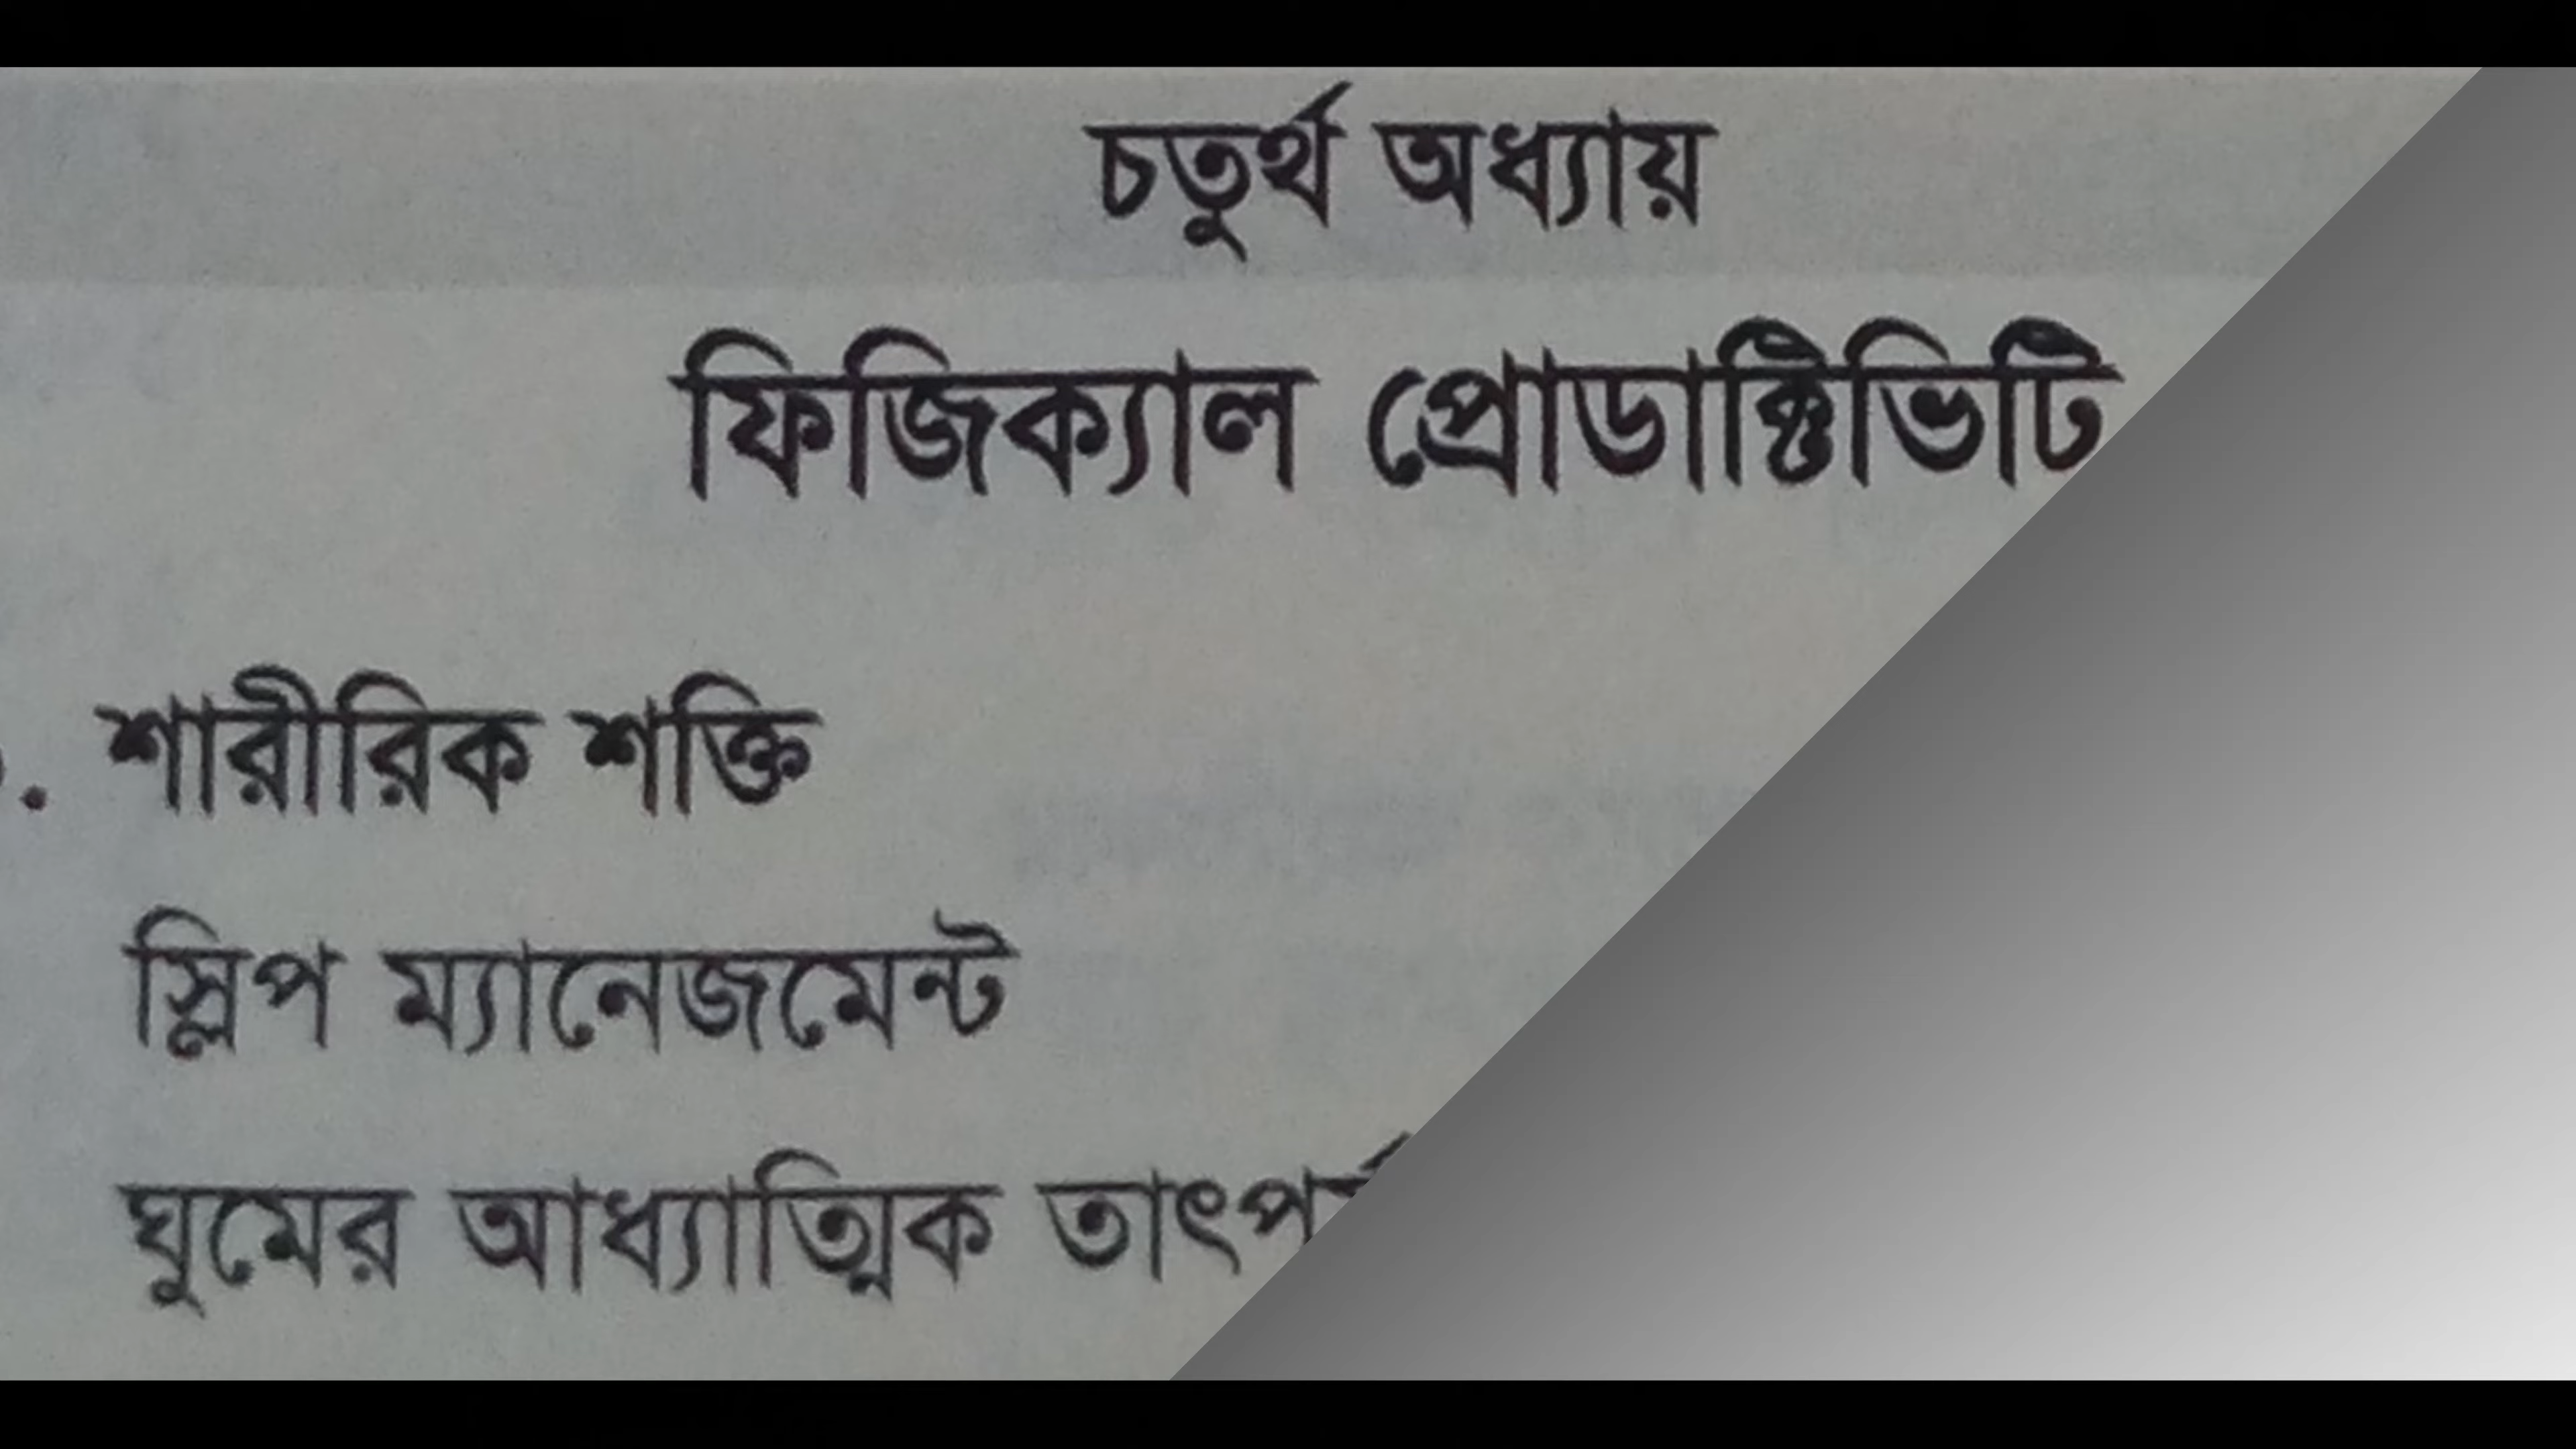 চতুর্থ অধ্যায়
ফিজিক্যাল প্রোডাক্টিভিটি
. শারীরিক শক্তি
স্লিপ ম্যানেজমেন্ট
ঘুমের আধ্যাত্মিক